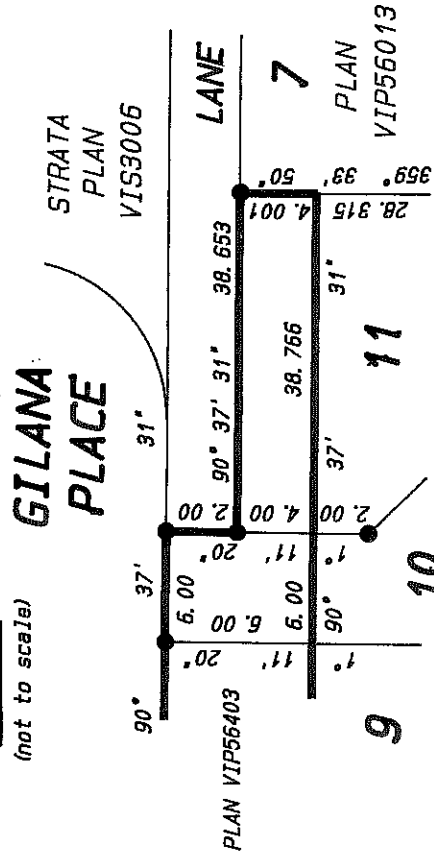 (not to scale)
GILANA
PLACE
STRATA
PLAN
VIS3006
90° 37' 31"
6.00
2.00
LANE
90° 37' 31" 38.653
PLAN VIP56403
20" 11' 1°
6.00
20" 11' 1°
4.00
2.00
4.001
50" 33' 359°
28.315
7
PLAN
VIP56013
6.00
38.766
90° 37' 31"
9
10
11